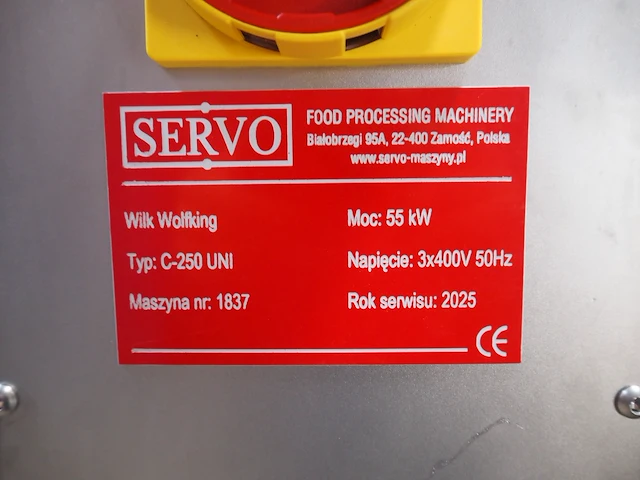 SERVO
FOOD PROCESSING MACHINERY
Białobrzegi 95A, 22-400 Zamość, Polska
www.servo-maszyny.pl
Wilk Wolfking
Moc: 55 kW
Typ: C-250 UNI
Napięcie: 3x400V 50Hz
Maszyna nr: 1837
Rok serwisu: 2025
CE